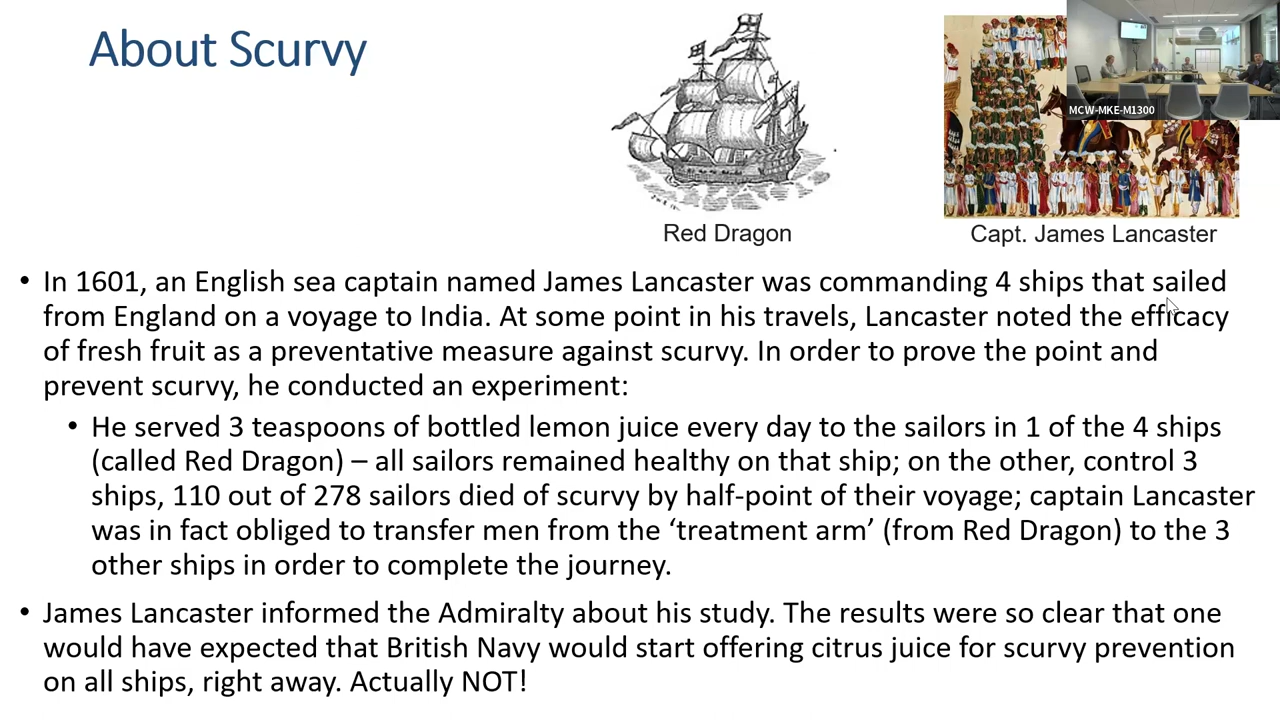 About Scurvy
MCW-MKE-M1300
Red Dragon
Capt. James Lancaster
• In 1601, an English sea captain named James Lancaster was commanding 4 ships that sailed
from England on a voyage to India. At some point in his travels, Lancaster noted the efficacy
of fresh fruit as a preventative measure against scurvy. In order to prove the point and
prevent scurvy, he conducted an experiment:
• He served 3 teaspoons of bottled lemon juice every day to the sailors in 1 of the 4 ships
(called Red Dragon) – all sailors remained healthy on that ship; on the other, control 3
ships, 110 out of 278 sailors died of scurvy by half-point of their voyage; captain Lancaster
was in fact obliged to transfer men from the ‘treatment arm’ (from Red Dragon) to the 3
other ships in order to complete the journey.
• James Lancaster informed the Admiralty about his study. The results were so clear that one
would have expected that British Navy would start offering citrus juice for scurvy prevention
on all ships, right away. Actually NOT!